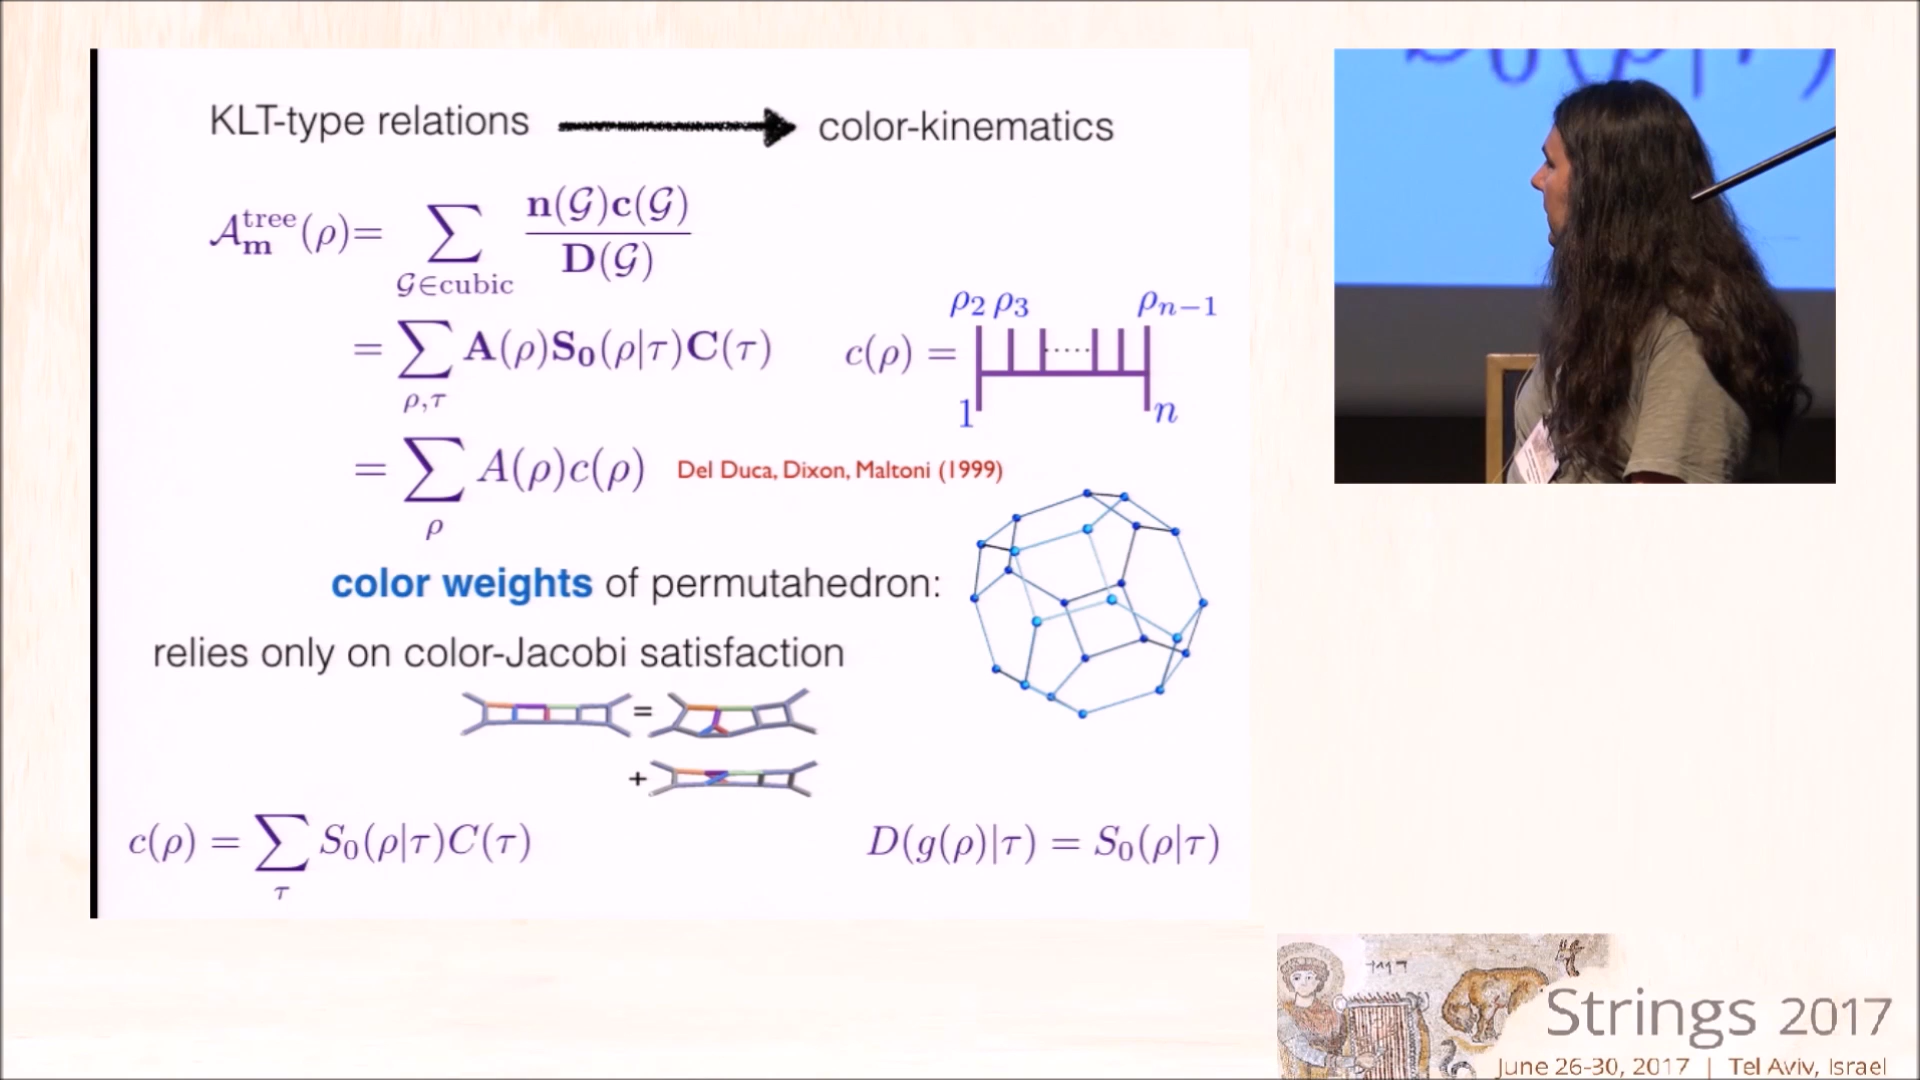 KLT-type relations → color-kinematics
𝒜ₘᵗʳᵉᵉ(ρ) = ∑_{𝒢∈cubic} n(𝒢)c(𝒢) / D(𝒢)
= ∑_{ρ,τ} A(ρ)S₀(ρ|τ)C(τ)
c(ρ) =
ρ₂ ρ₃ ρₙ₋₁
.....
1 n
= ∑_ρ A(ρ)c(ρ) Del Duca, Dixon, Maltoni (1999)
color weights of permutahedron:
relies only on color-Jacobi satisfaction
=
+
c(ρ) = ∑_τ S₀(ρ|τ)C(τ)
D(g(ρ)|τ) = S₀(ρ|τ)
Strings 2017
June 26-30, 2017 | Tel Aviv, Israel